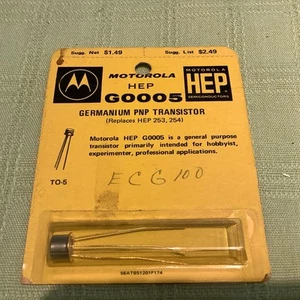 Sug. Net $1.49 Sugg. List $2.49
MOTOROLA
HEP
G0005
MOTOROLA
HEP
SEMICONDUCTORS
GERMANIUM PNP TRANSISTOR
(Replaces HEP 253, 254)
Motorola HEP G0005 is a general purpose
transistor primarily intended for hobbyist,
experimenter, professional applications.
TO-5
ECG 100